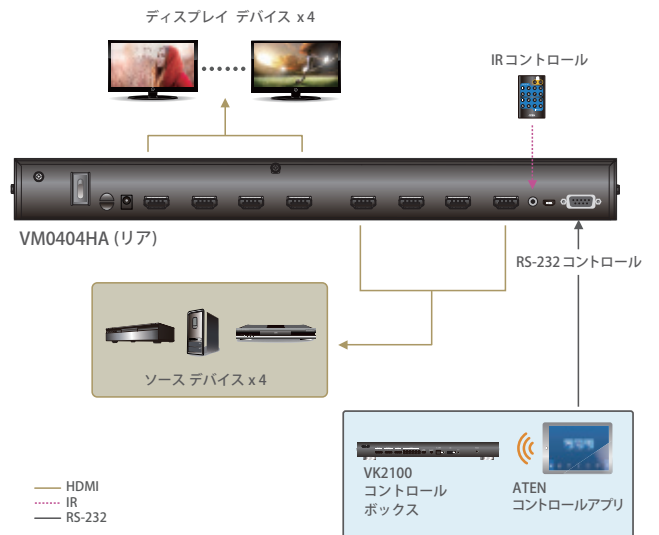 ディスプレイ デバイス x 4
IRコントロール
VM0404HA (リア)
RS-232コントロール
ソース デバイス x 4
VK2100
コントロール
ボックス
ATEN
コントロールアプリ
HDMI
IR
RS-232